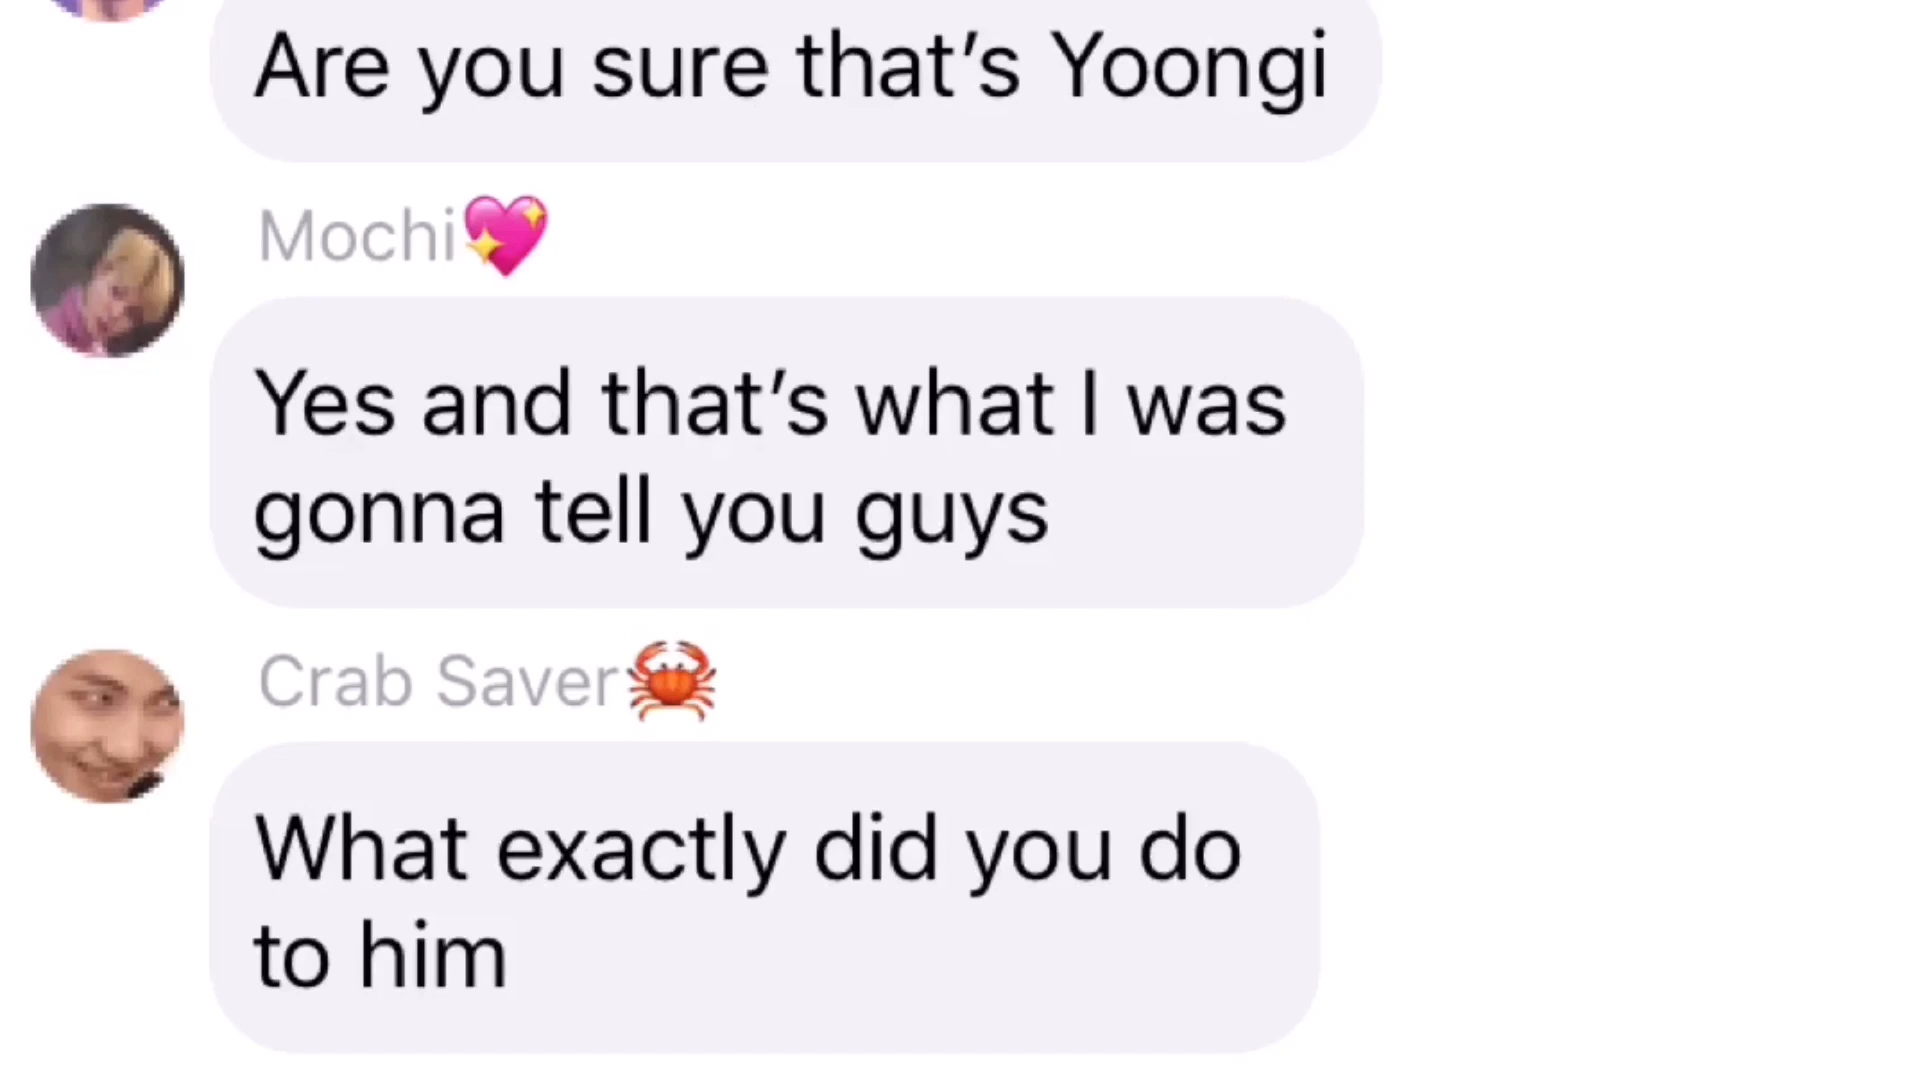 Are you sure that’s Yoongi
Mochi💖
Yes and that’s what I was
gonna tell you guys
Crab Saver🦀
What exactly did you do
to him